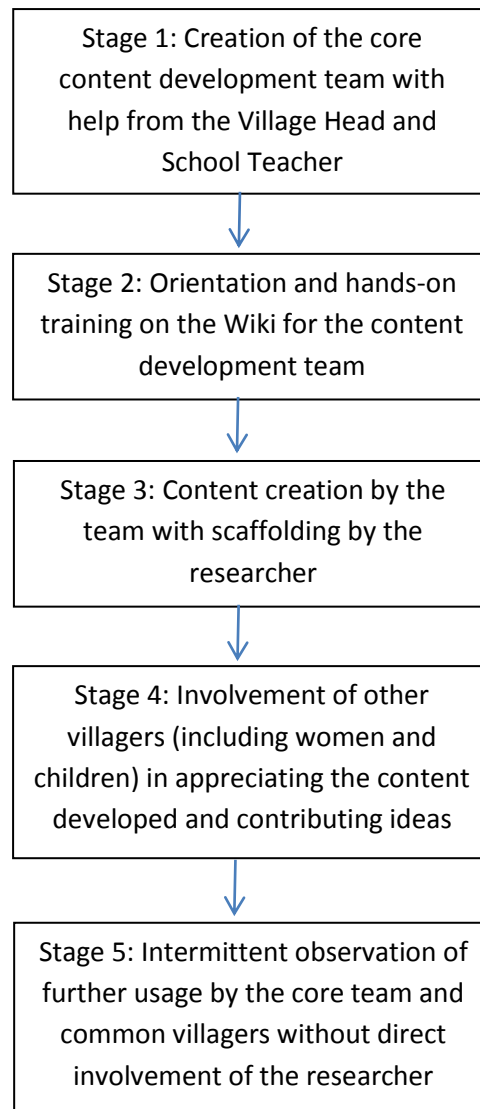 Stage 1: Creation of the core
content development team with
help from the Village Head and
School Teacher
Stage 2: Orientation and hands-on
training on the Wiki for the content
development team
Stage 3: Content creation by the
team with scaffolding by the
researcher
Stage 4: Involvement of other
villagers (including women and
children) in appreciating the content
developed and contributing ideas
Stage 5: Intermittent observation of
further usage by the core team and
common villagers without direct
involvement of the researcher